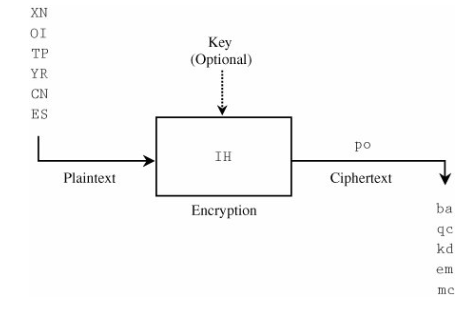 XN
OI
TP
YR
CN
ES
Key
(Optional)
IH
po
Plaintext
Ciphertext
Encryption
ba
qc
kd
em
mc